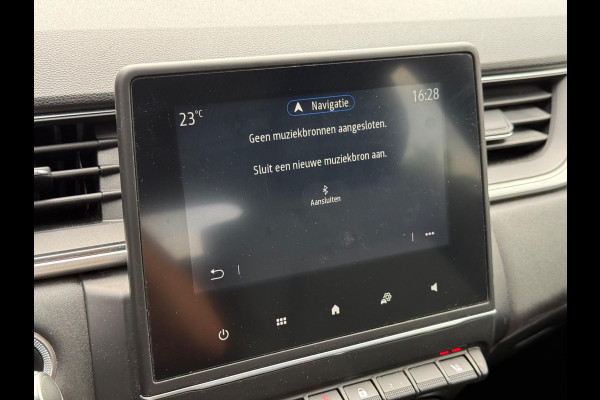 23°C
Navigatie
16:28
Geen muziekbronnen aangesloten.
Sluit een nieuwe muziekbron aan.
Aansluiten